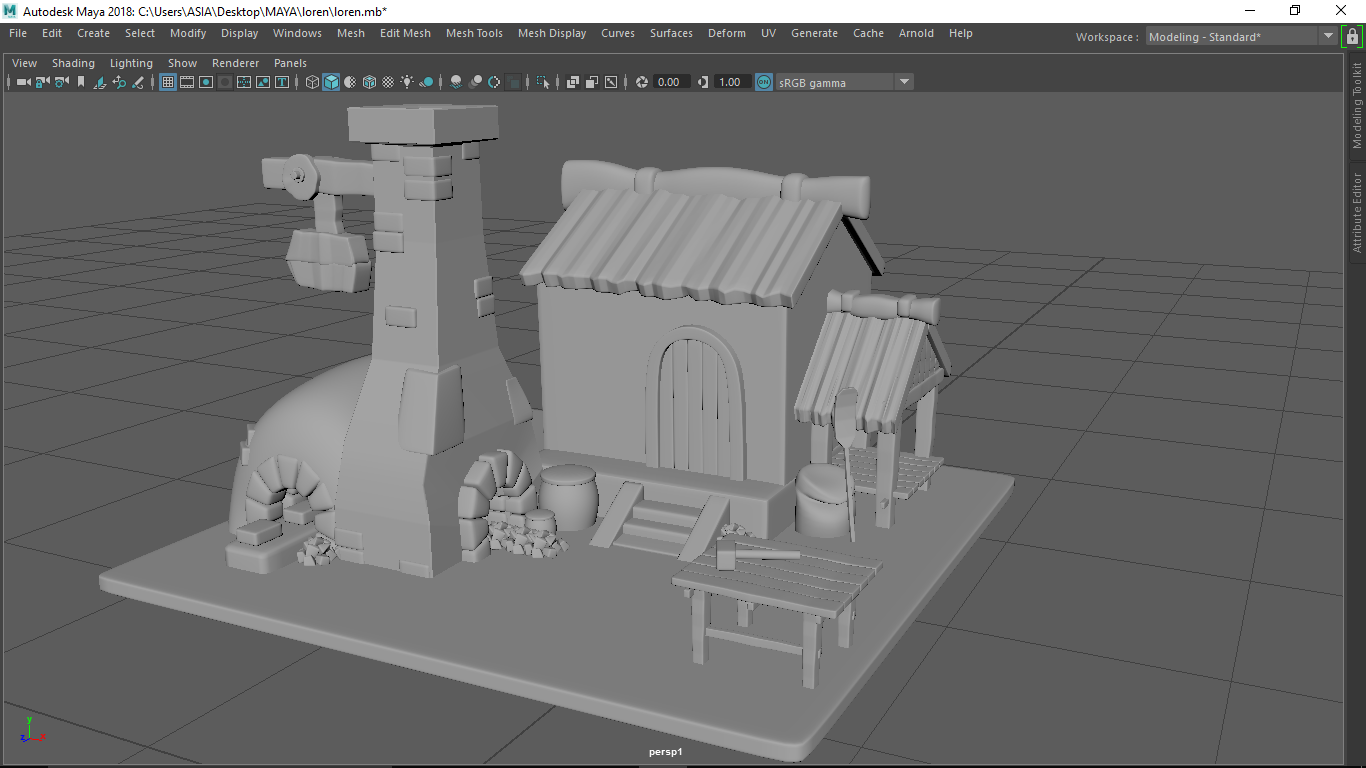 Autodesk Maya 2018: C:\Users\ASIA\Desktop\MAYA\loren\loren.mb*
File Edit Create Select Modify Display Windows Mesh Edit Mesh Mesh Tools Mesh Display Curves Surfaces Deform UV Generate Cache Arnold Help Workspace : Modeling - Standard*
View Shading Lighting Show Renderer Panels
0.00 1.00 ON sRGB gamma
Modeling Toolkit
Attribute Editor
y
z x
persp1